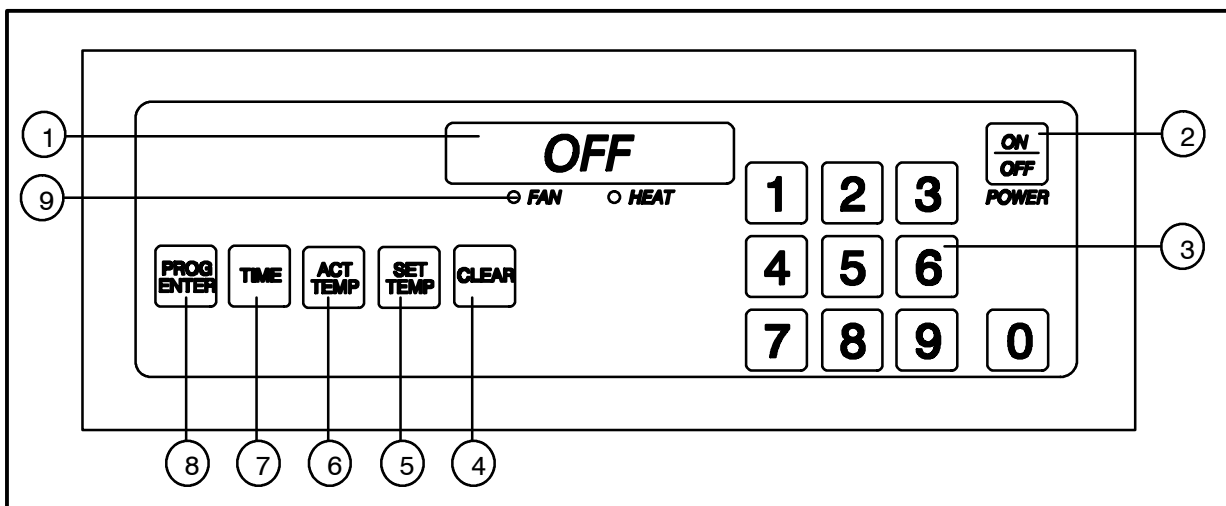 1
OFF
ON
OFF
POWER
2
9
FAN
HEAT
1 2 3
3
PROG
ENTER
TIME
ACT
TEMP
SET
TEMP
CLEAR
4 5 6
7 8 9 0
8 7 6 5 4